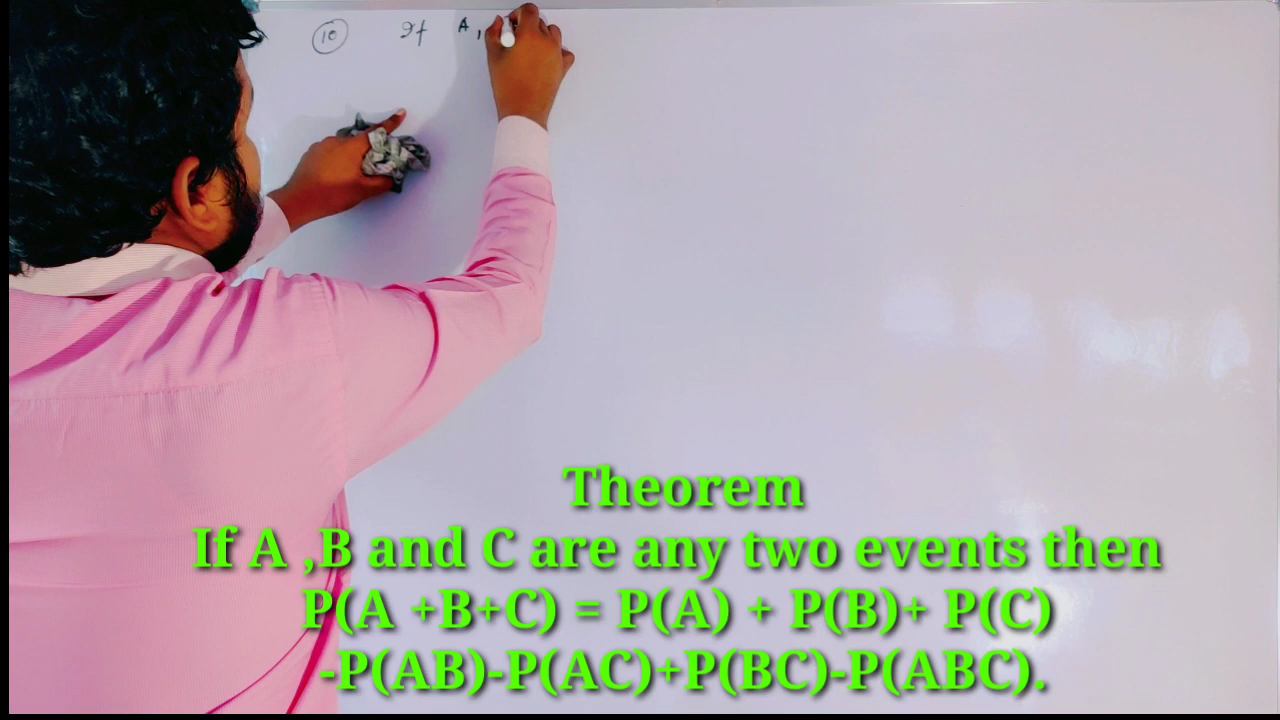 10 If A ,
Theorem
If A ,B and C are any two events then
P(A +B+C) = P(A) + P(B)+ P(C)
-P(AB)-P(AC)+P(BC)-P(ABC).